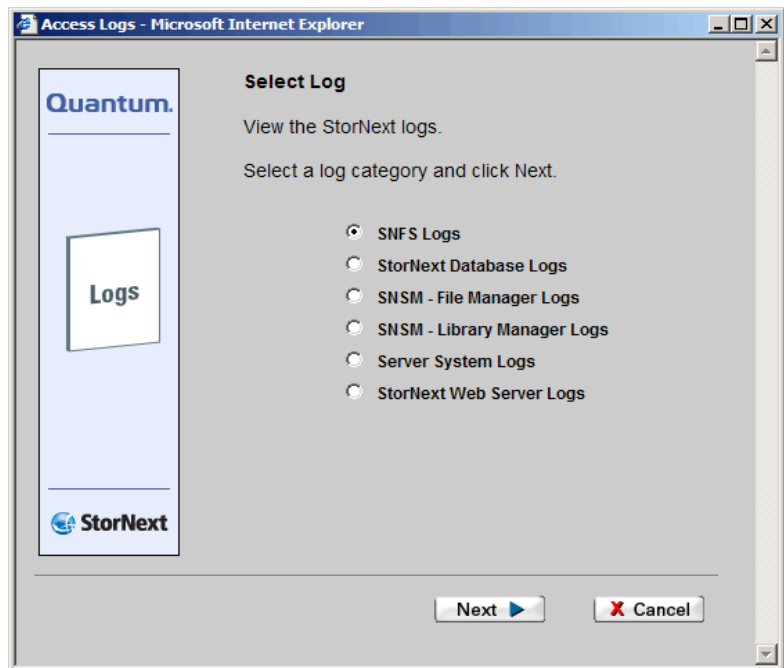 Access Logs - Microsoft Internet Explorer
Quantum.
Logs
StorNext
Select Log
View the StorNext logs.
Select a log category and click Next.
SNFS Logs
StorNext Database Logs
SNSM - File Manager Logs
SNSM - Library Manager Logs
Server System Logs
StorNext Web Server Logs
Next
X Cancel